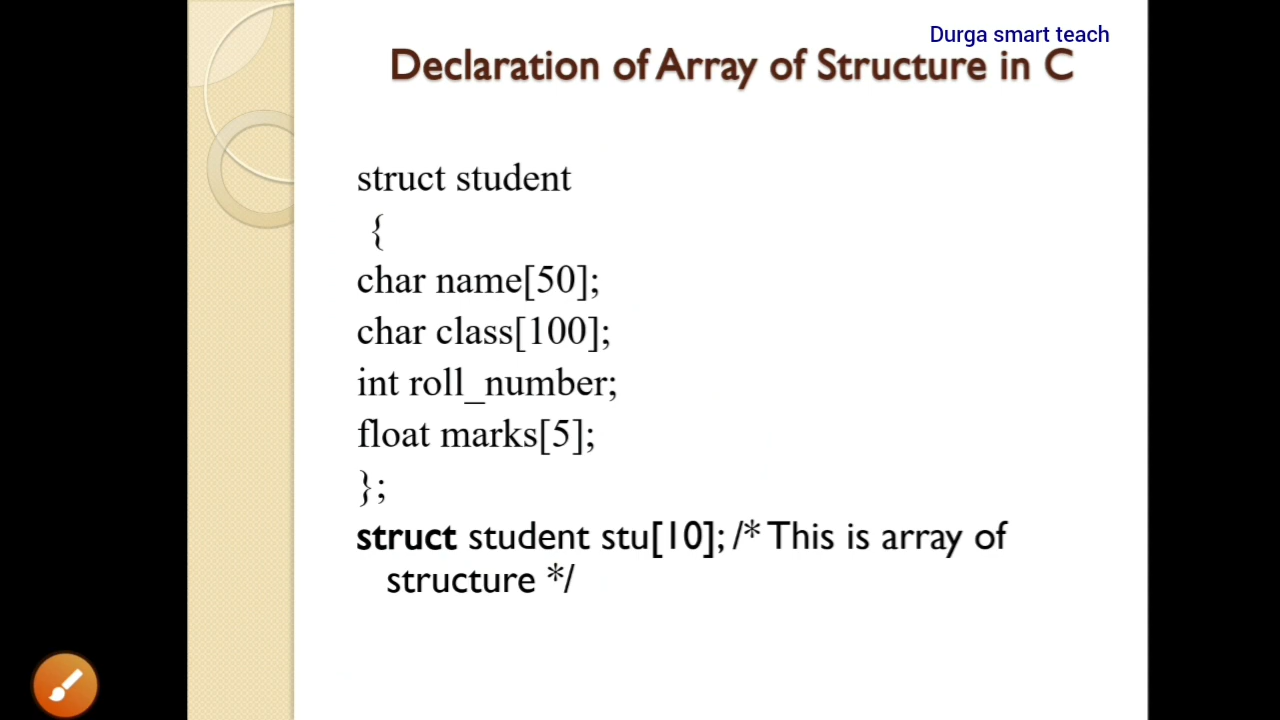 Durga smart teach
Declaration of Array of Structure in C
struct student
{
char name[50];
char class[100];
int roll_number;
float marks[5];
};
struct student stu[10]; /* This is array of
structure */